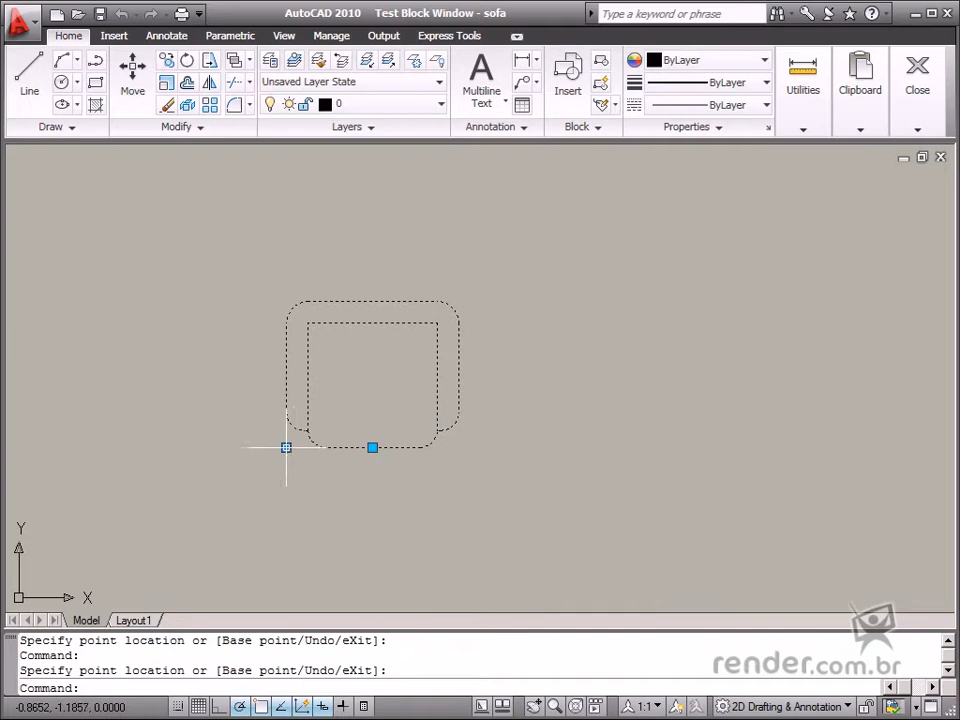 AutoCAD 2010 Test Block Window - sofa
Type a keyword or phrase
Home Insert Annotate Parametric View Manage Output Express Tools
Line Move Unsaved Layer State 0 Multiline Text Insert ByLayer ByLayer ByLayer Utilities Clipboard Close
Draw Modify Layers Annotation Block Properties
Y
X
Model Layout1
Specify point location or [Base point/Undo/eXit]:
Command:
Specify point location or [Base point/Undo/eXit]:
Command:
render.com.br
-0.8652, -1.1857, 0.0000 1:1 2D Drafting & Annotation